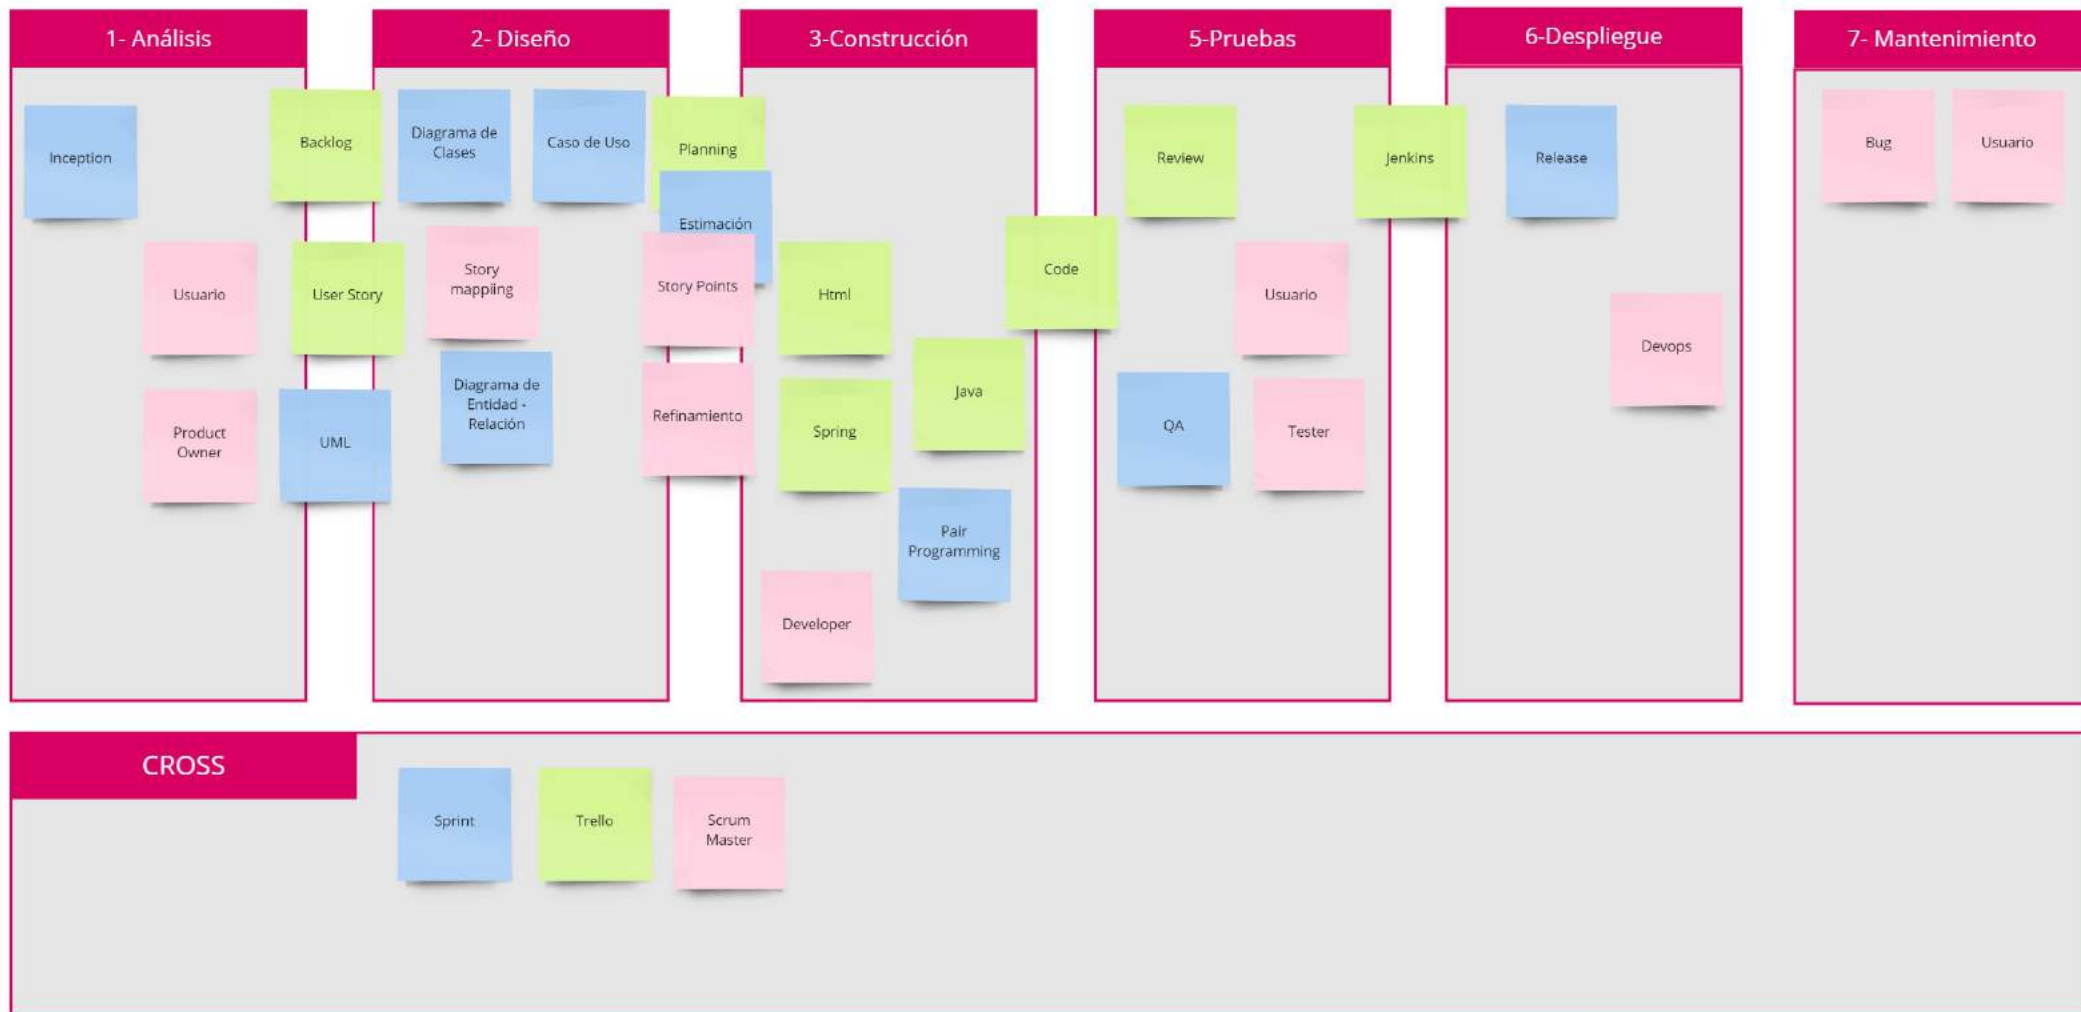 1- Análisis
2- Diseño
3-Construcción
5-Pruebas
6-Despliegue
7- Mantenimiento
Inception
Usuario
Product
Owner
Backlog
User Story
UML
Diagrama de
Clases
Caso de Uso
Story
mappling
Diagrama de
Entidad -
Relación
Planning
Estimación
Story Points
Refinamiento
Html
Spring
Java
Pair
Programming
Developer
Code
Review
Usuario
QA
Tester
Jenkins
Release
Devops
Bug
Usuario
CROSS
Sprint
Trello
Scrum
Master